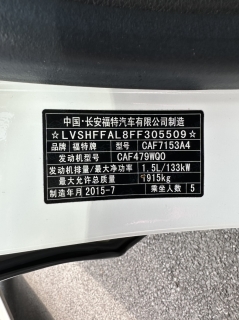 中国·长安福特汽车有限公司制造
☆LVSHFFAL8FF305509☆
品牌 福特牌 型号 CAF7153A4
发动机型号 CAF479WQ0
发动机排量/最大净功率 1.5L/133kW
最大允许总质量 1915kg
制造年月 2015-7 乘坐人数 5